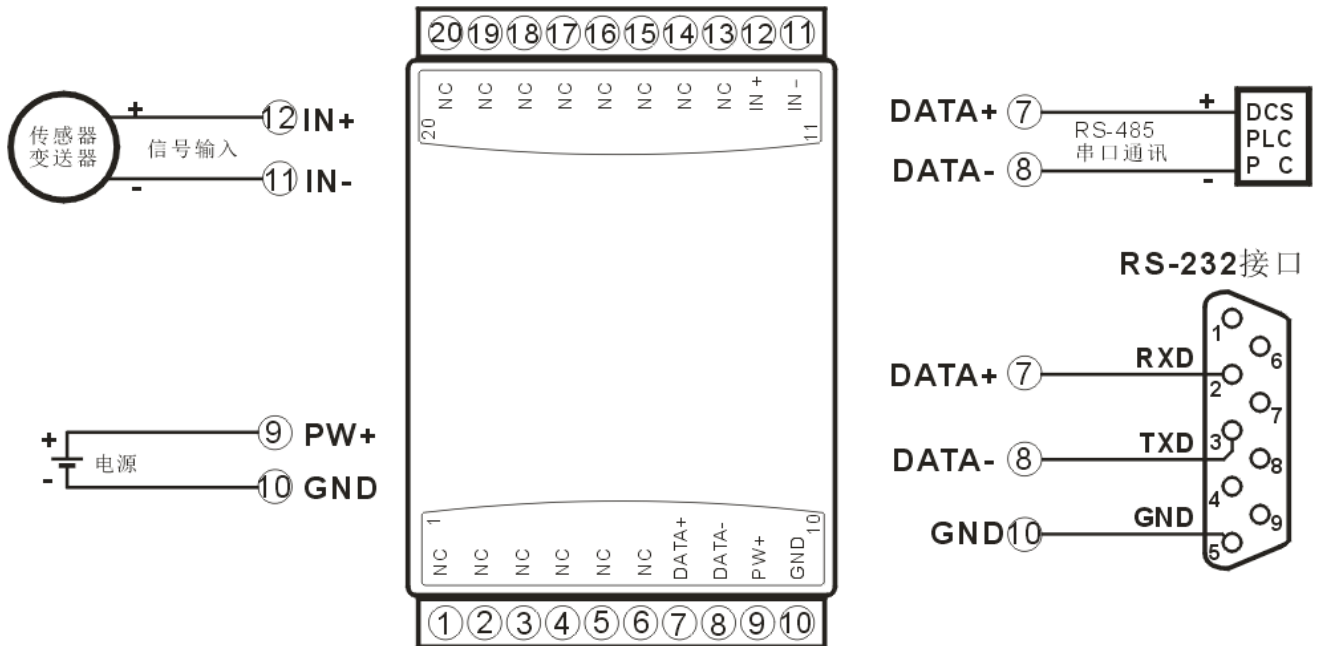 20 19 18 17 16 15 14 13 12 11
NC NC NC NC NC NC NC NC IN+ IN-
20 11
传感器
变送器
+
-
信号输入
12 IN+
11 IN-
+
-
电源
9 PW+
10 GND
1 10
NC NC NC NC NC NC DATA+ DATA- PW+ GND
1 2 3 4 5 6 7 8 9 10
DATA+ 7
DATA- 8
+
-
RS-485
串口通讯
DCS
PLC
P C
RS-232接口
DATA+ 7 RXD
DATA- 8 TXD
GND 10 GND
1
2
3
4
5
6
7
8
9